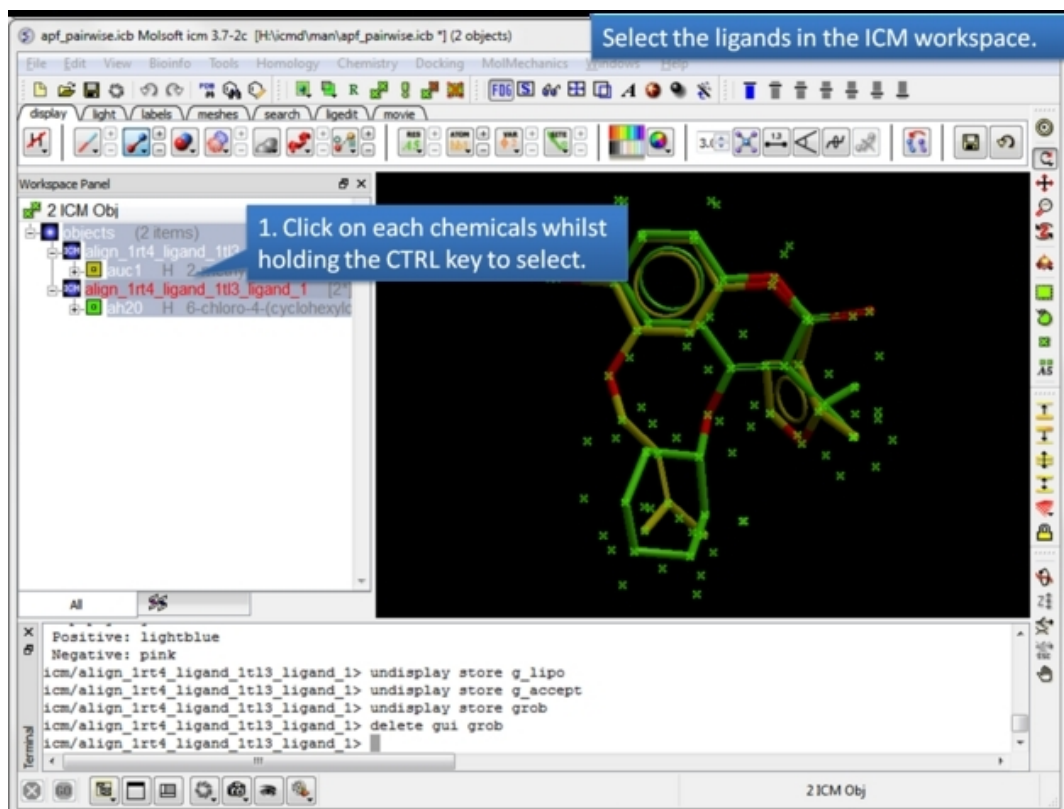 apf_pairwise.icb Molsoft icm 3.7-2c [H:\icmd\man\apf_pairwise.icb *] (2 objects)
Select the ligands in the ICM workspace.
File Edit View Bioinfo Tools Homology Chemistry Docking MolMechanics Windows Help
display light labels meshes search ligedit movie
Workspace Panel
2 ICM Obj
objects (2 items)
1. Click on each chemicals whilst
holding the CTRL key to select.
align_1rt4_ligand_1tl3
auc1 H
align_1rt4_ligand_1tl3_ligand_1 [2*]
ah20 H 6-chloro-4-(cyclohexylo
All
Positive: lightblue
Negative: pink
icm/align_1rt4_ligand_1tl3_ligand_1> undisplay store g_lipo
icm/align_1rt4_ligand_1tl3_ligand_1> undisplay store g_accept
icm/align_1rt4_ligand_1tl3_ligand_1> undisplay store grob
icm/align_1rt4_ligand_1tl3_ligand_1> delete gui grob
icm/align_1rt4_ligand_1tl3_ligand_1>
Terminal
2 ICM Obj